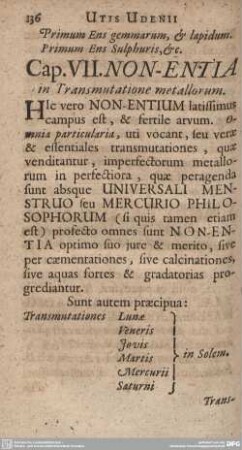 136 UTIS UDENII
Primum Ens gemmarum, & lapidum.
Primum Ens Sulphuris, &c.
Cap. VII. NON-ENTIA
in Transmutatione metallorum.
HIc vero NON-ENTIUM latissimus
campus est, & fertile arvum.
omnia particularia, uti vocant, seu veræ
& essentiales transmutationes, quæ
venditantur, imperfectorum metallo-
rum in perfectiora, quæ peragenda
sunt absque UNIVERSALI MEN-
STRUO seu MERCURIO PHILO-
SOPHORUM (si quis tamen etiam
est) profecto omnes sunt NON-EN-
TIA optimo suo jure & merito, sive
per cæmentationes, sive calcinationes,
sive aquas fortes & gradatorias pro-
grediantur.
Sunt autem præcipua:
Transmutationes Lunæ
Veneris
Jovis
Martis
Mercurii
Saturni
in Solem.
Trans-